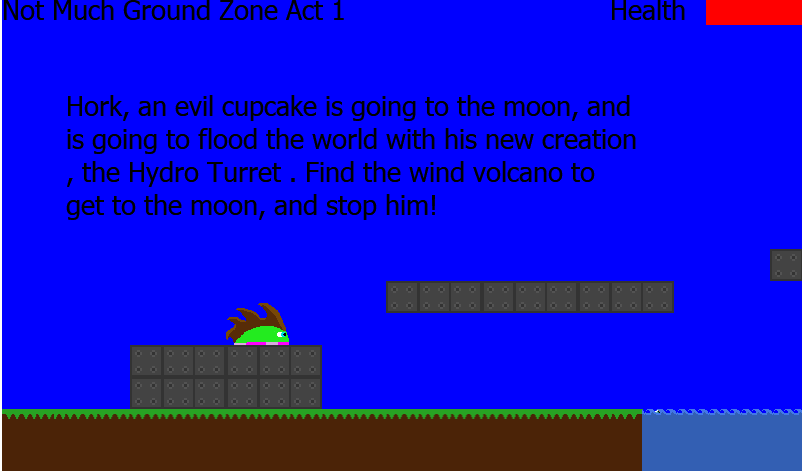 Not Much Ground Zone Act 1
Health
Hork, an evil cupcake is going to the moon, and
is going to flood the world with his new creation
, the Hydro Turret . Find the wind volcano to
get to the moon, and stop him!